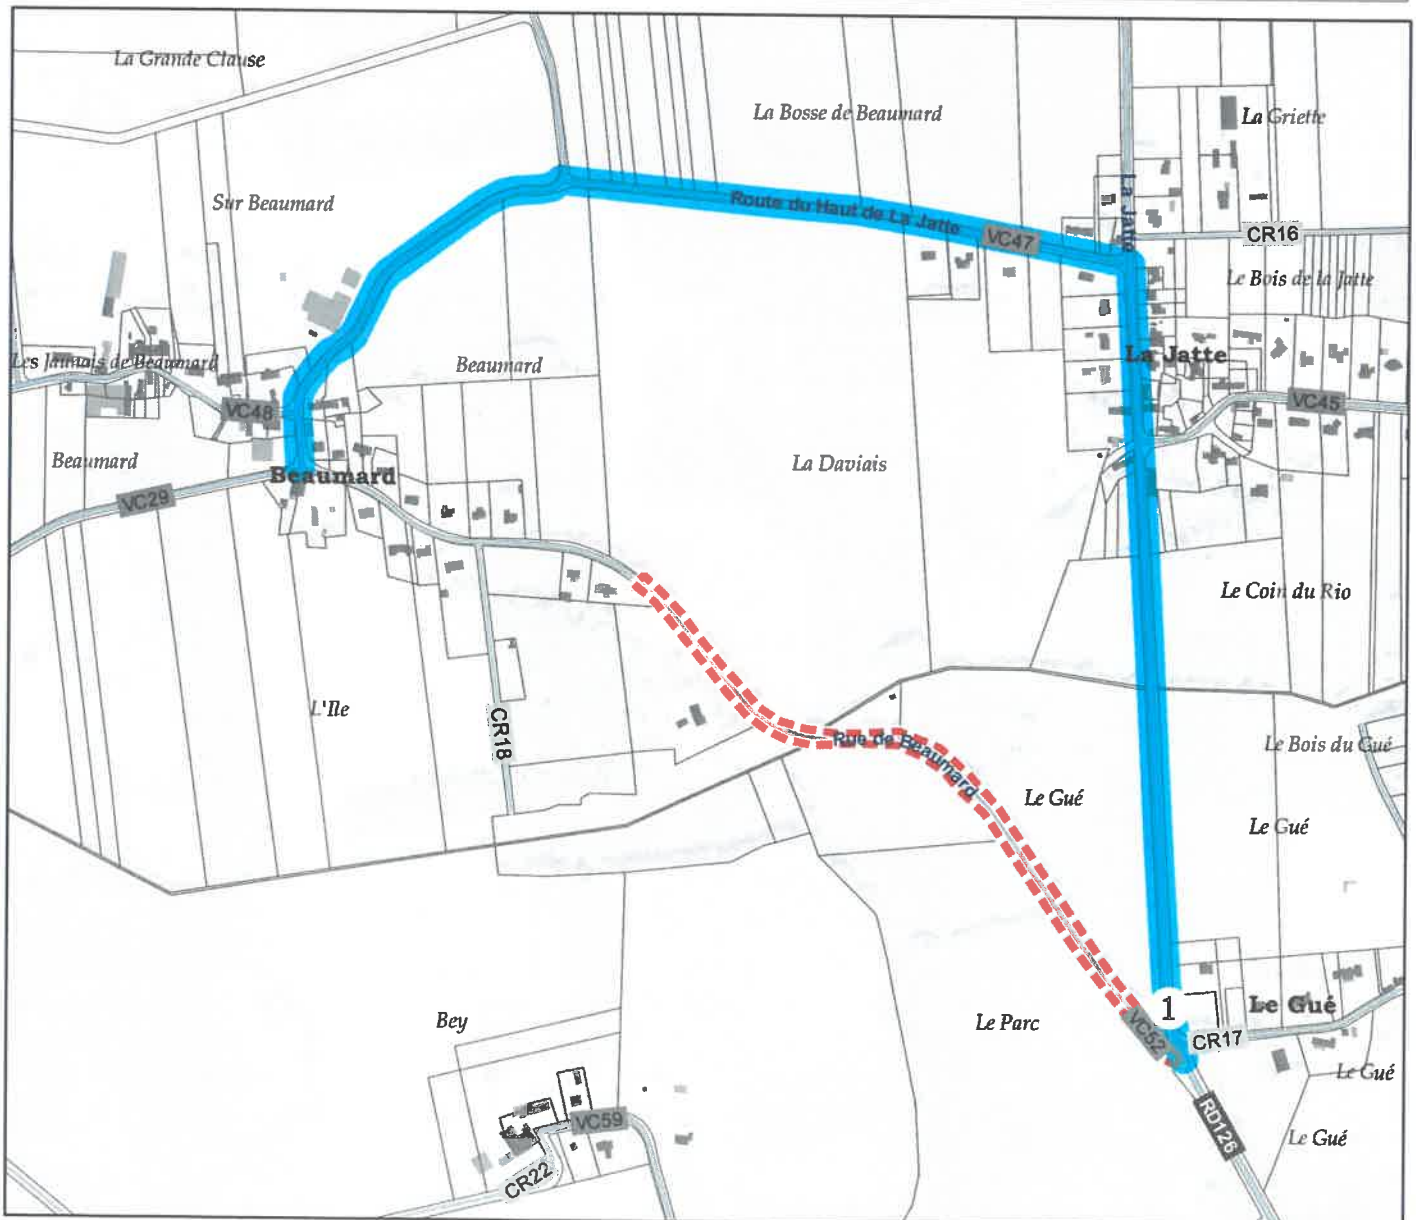 La Grande Clause
La Bosse de Beaumard
La Griette
Sur Beaumard
La Jatte
Route du Haut de La Jatte
VC47
CR16
Le Bois de la Jatte
Les Jaunais de Beaumard
Beaumard
La Jatte
VC48
VC45
Beaumard
La Daviais
Beaumard
VC29
Le Coin du Rio
L'Ile
CR18
Rue de Beaumard
Le Bois du Gué
Le Gué
Le Gué
1
Le Gué
Bey
Le Parc
VC52
CR17
Le Gué
RD126
VC59
Le Gué
CR22